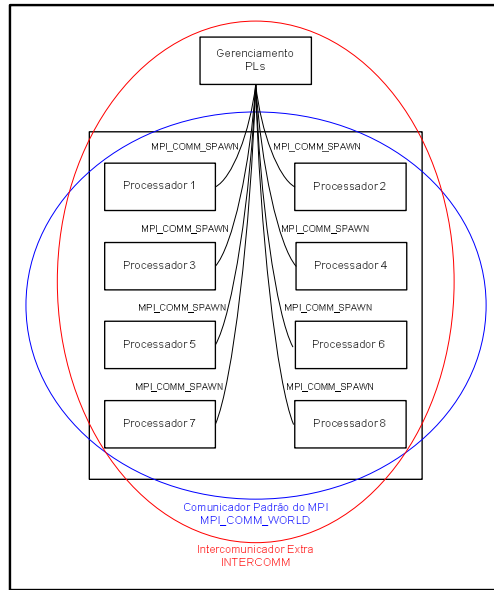 Gerenciamento
PLs
MPI_COMM_SPAWN
MPI_COMM_SPAWN
Processador 1
Processador 2
MPI_COMM_SPAWN
MPI_COMM_SPAWN
Processador 3
Processador 4
MPI_COMM_SPAWN
MPI_COMM_SPAWN
Processador 5
Processador 6
MPI_COMM_SPAWN
MPI_COMM_SPAWN
Processador 7
Processador 8
Comunicador Padrão do MPI
MPI_COMM_WORLD
Intercomunicador Extra
INTERCOMM